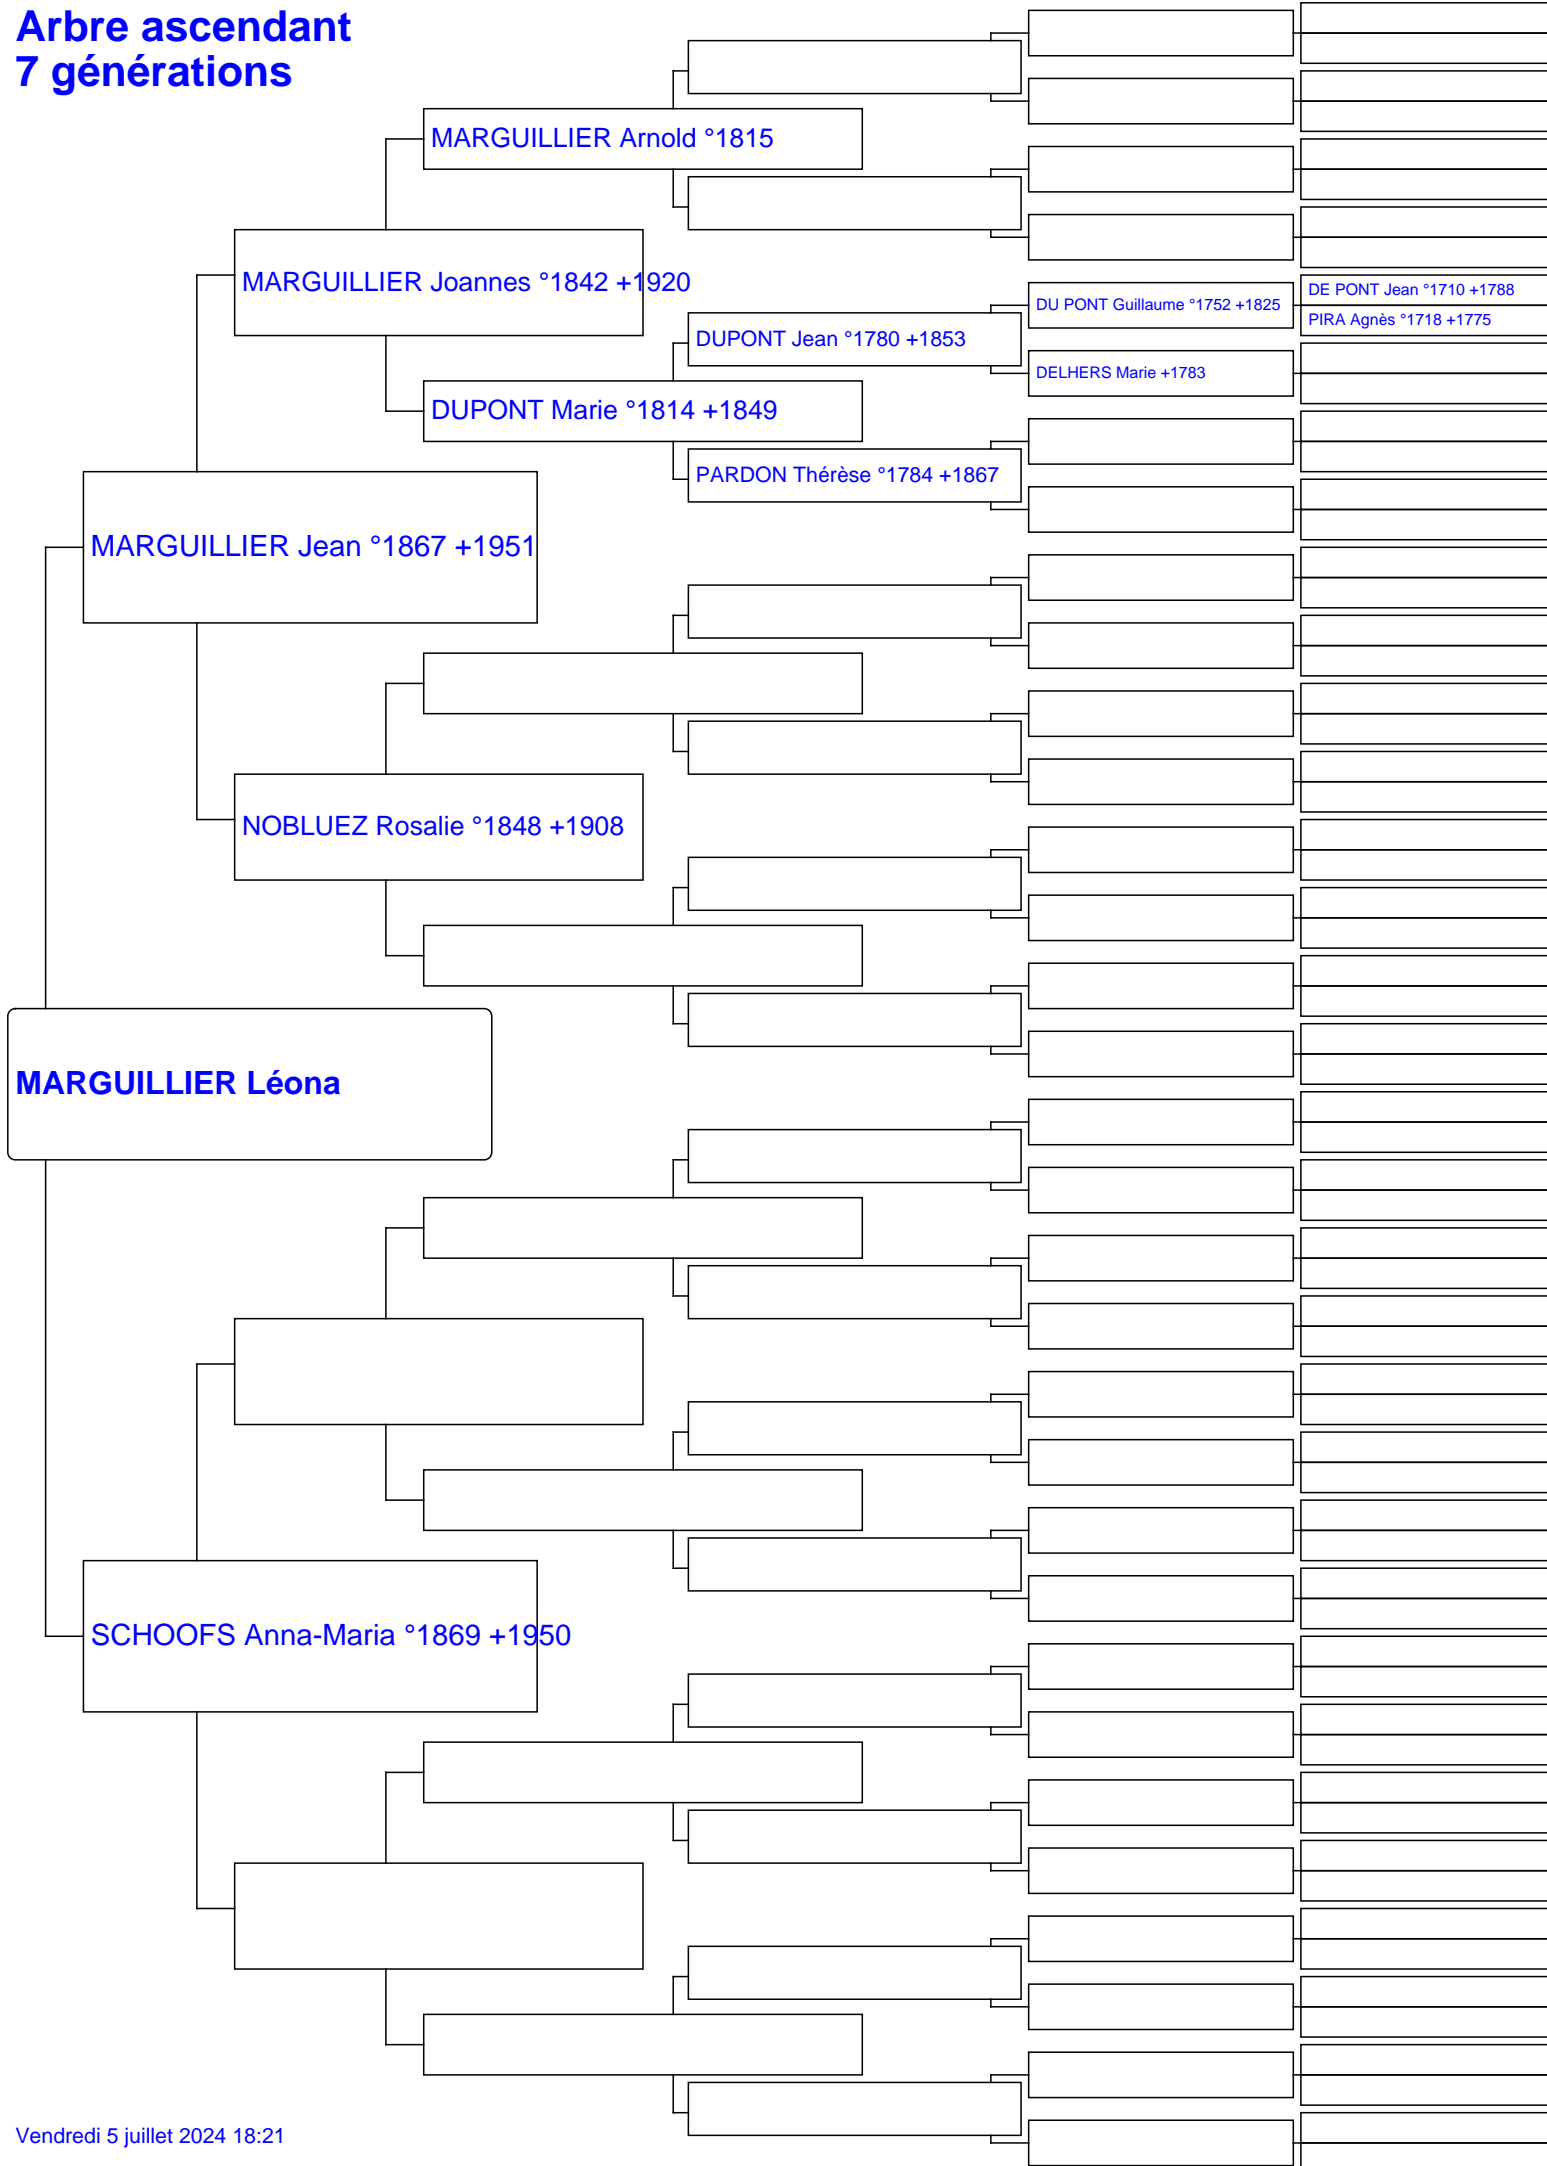 Arbre ascendant
7 générations
MARGUILLIER Arnold °1815
MARGUILLIER Joannes °1842 +1920
DE PONT Jean °1710 +1788
DU PONT Guillaume °1752 +1825
PIRA Agnès °1718 +1775
DUPONT Jean °1780 +1853
DELHERS Marie +1783
DUPONT Marie °1814 +1849
PARDON Thérèse °1784 +1867
MARGUILLIER Jean °1867 +1951
NOBLUEZ Rosalie °1848 +1908
MARGUILLIER Léona
SCHOOFS Anna-Maria °1869 +1950
Vendredi 5 juillet 2024 18:21